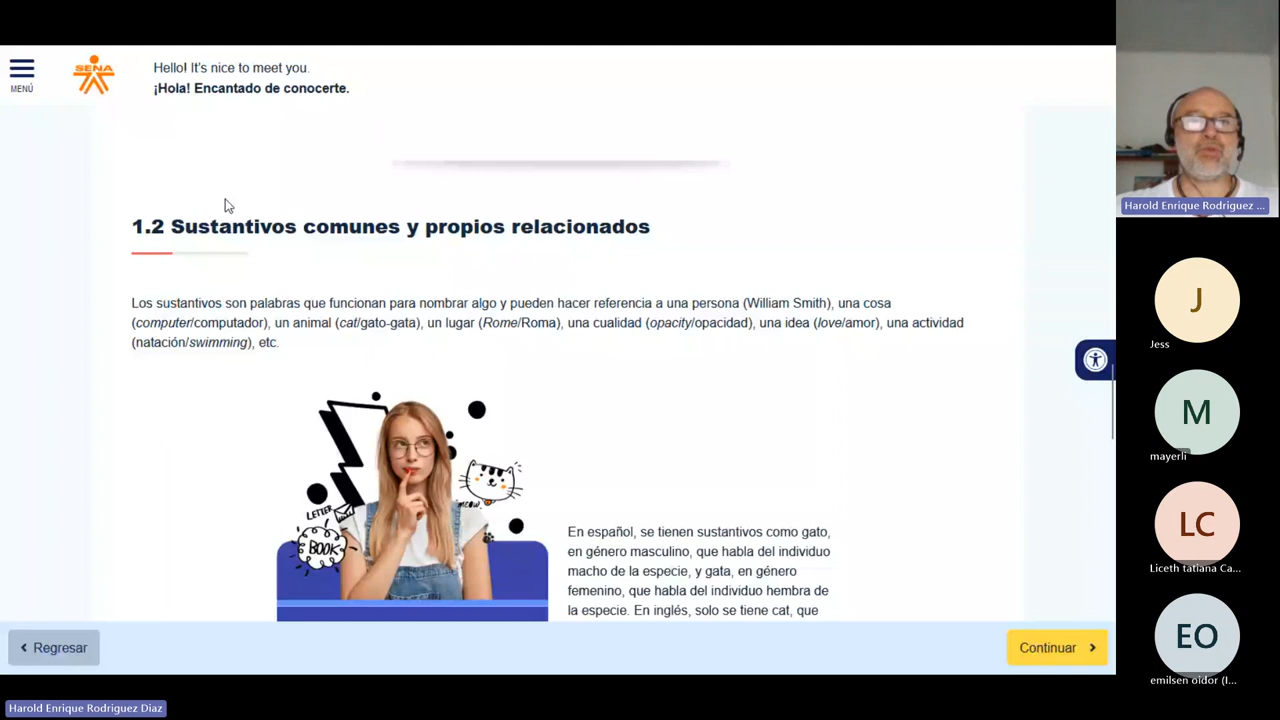 MENÚ
SENA
Hello! It's nice to meet you.
¡Hola! Encantado de conocerte.
1.2 Sustantivos comunes y propios relacionados
Los sustantivos son palabras que funcionan para nombrar algo y pueden hacer referencia a una persona (William Smith), una cosa
(computer/computador), un animal (cat/gato-gata), un lugar (Rome/Roma), una cualidad (opacity/opacidad), una idea (love/amor), una actividad
(natación/swimming), etc.
LETTER
BOOK
MEOW.
En español, se tienen sustantivos como gato,
en género masculino, que habla del individuo
macho de la especie, y gata, en género
femenino, que habla del individuo hembra de
la especie. En inglés, solo se tiene cat, que
Regresar
Continuar
Harold Enrique Rodriguez Diaz
Harold Enrique Rodriguez ...
J
Jess
M
mayerli
LC
Liceth tatiana Ca...
EO
emilsen oidor (I...